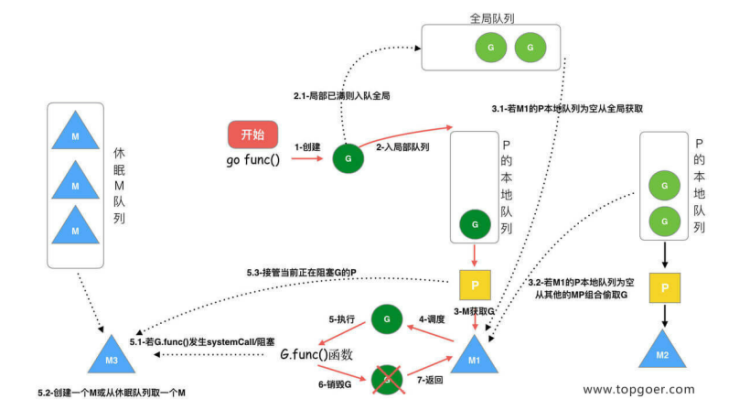 全局队列
G
G
2.1-局部已满则入队全局
3.1-若M1的P本地队列为空从全局获取
开始
go func()
1-创建
G
2-入局部队列
M
M
M
休眠M队列
P的本地队列
G
P的本地队列
G
G
5.3-接管当前正在阻塞G的P
P
3-M获取G
3.2-若M1的P本地队列为空
从其他的MP组合偷取G
P
5-执行
G
4-调度
5.1-若G.func()发生systemCall/阻塞
G.func()函数
M3
M1
M2
6-销毁G
G
7-返回
5.2-创建一个M或从休眠队列取一个M
www.topgoer.com